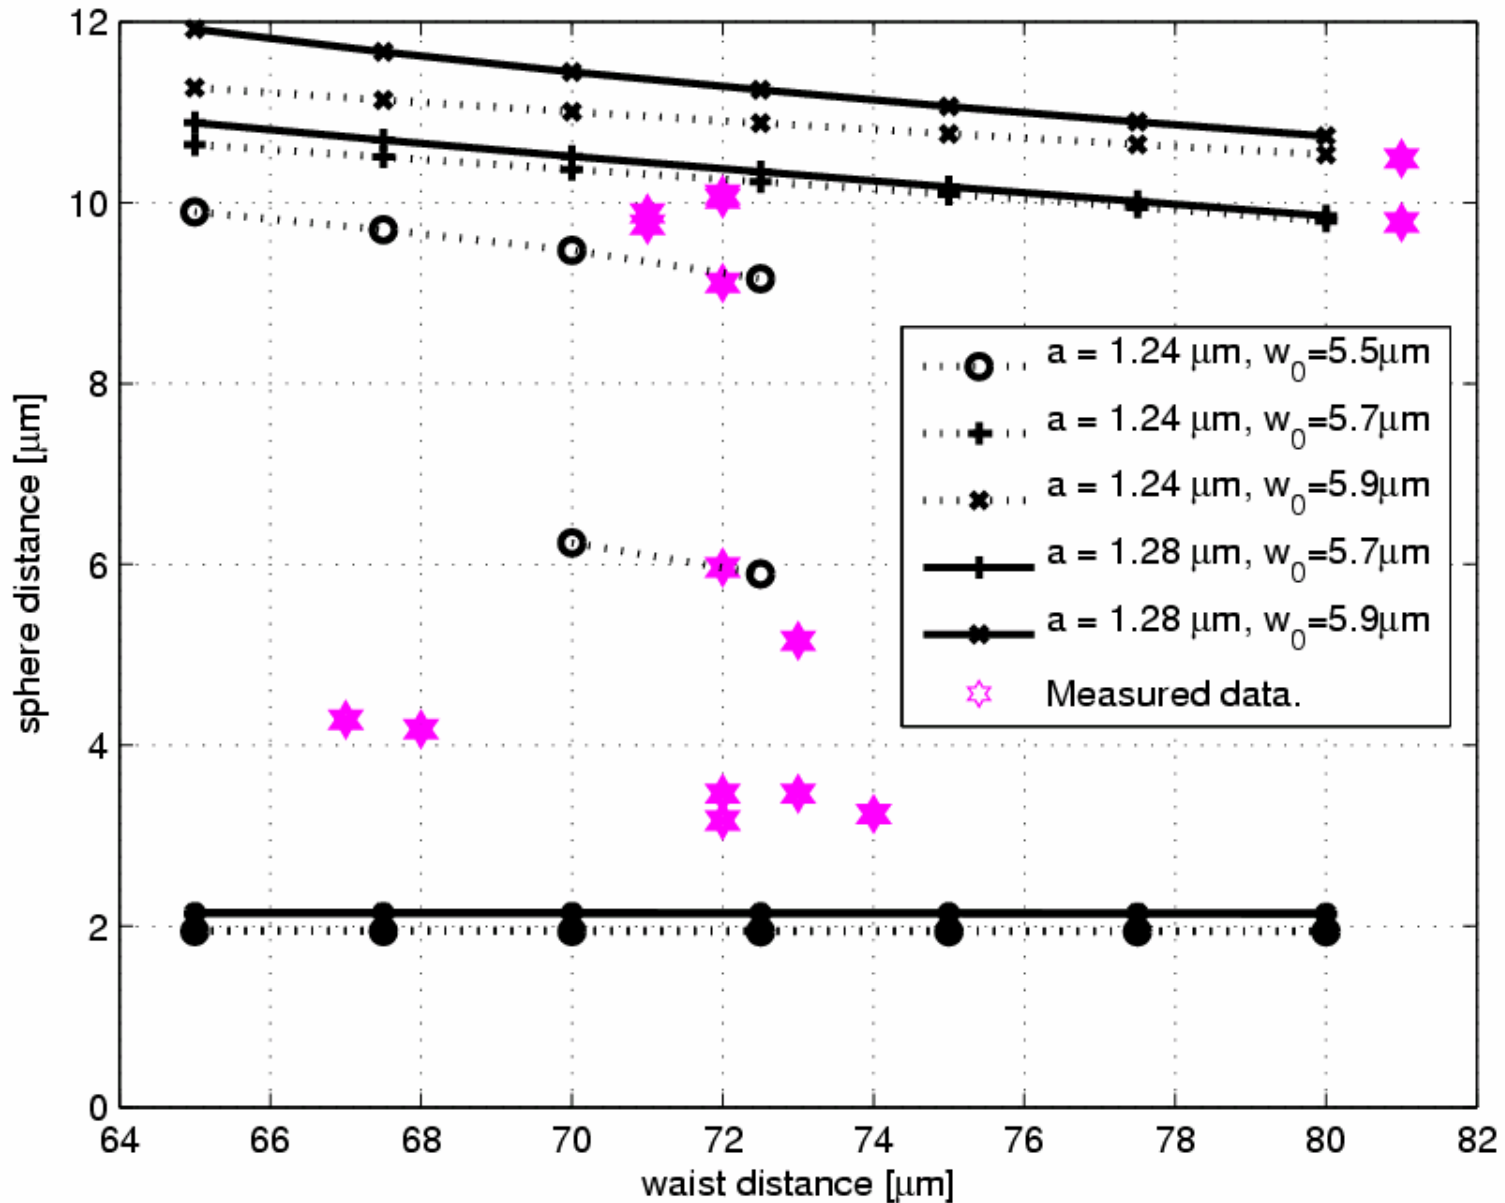 12
10
8
6
4
2
0
64 66 68 70 72 74 76 78 80 82
sphere distance [μm]
waist distance [μm]
a = 1.24 μm, w₀=5.5μm
a = 1.24 μm, w₀=5.7μm
a = 1.24 μm, w₀=5.9μm
a = 1.28 μm, w₀=5.7μm
a = 1.28 μm, w₀=5.9μm
Measured data.